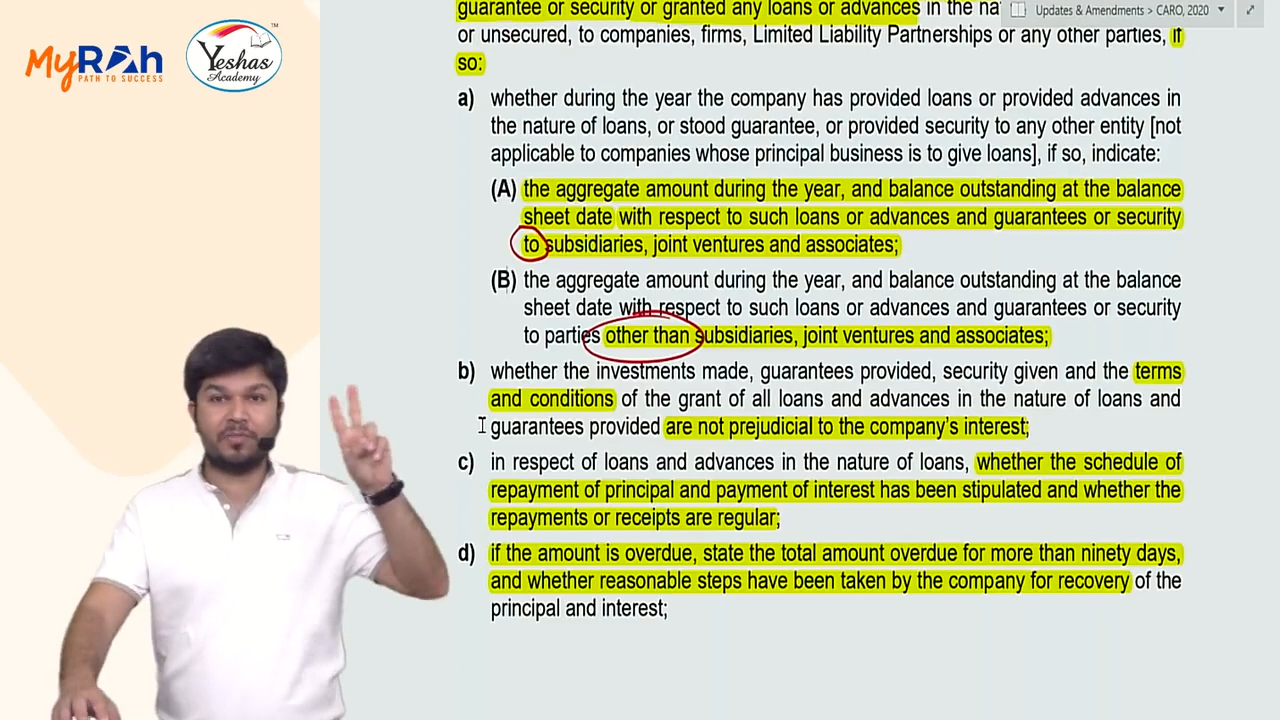 MyRah
PATH TO SUCCESS
Yeshas
Academy
TM
Updates & Amendments > CARO, 2020
guarantee or security or granted any loans or advances in the na
or unsecured, to companies, firms, Limited Liability Partnerships or any other parties, if
so:
a) whether during the year the company has provided loans or provided advances in
the nature of loans, or stood guarantee, or provided security to any other entity [not
applicable to companies whose principal business is to give loans], if so, indicate:
(A) the aggregate amount during the year, and balance outstanding at the balance
sheet date with respect to such loans or advances and guarantees or security
to subsidiaries, joint ventures and associates;
(B) the aggregate amount during the year, and balance outstanding at the balance
sheet date with respect to such loans or advances and guarantees or security
to parties other than subsidiaries, joint ventures and associates;
b) whether the investments made, guarantees provided, security given and the terms
and conditions of the grant of all loans and advances in the nature of loans and
guarantees provided are not prejudicial to the company's interest;
c) in respect of loans and advances in the nature of loans, whether the schedule of
repayment of principal and payment of interest has been stipulated and whether the
repayments or receipts are regular;
d) if the amount is overdue, state the total amount overdue for more than ninety days,
and whether reasonable steps have been taken by the company for recovery of the
principal and interest;